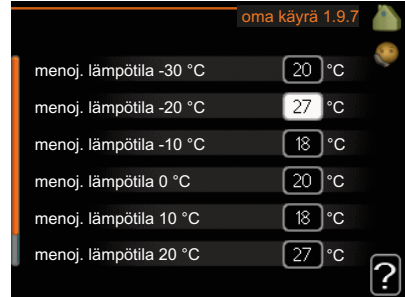 oma käyrä 1.9.7
menoj. lämpötila -30 °C 20 °C
menoj. lämpötila -20 °C 27 °C
menoj. lämpötila -10 °C 18 °C
menoj. lämpötila 0 °C 20 °C
menoj. lämpötila 10 °C 18 °C
menoj. lämpötila 20 °C 27 °C
?